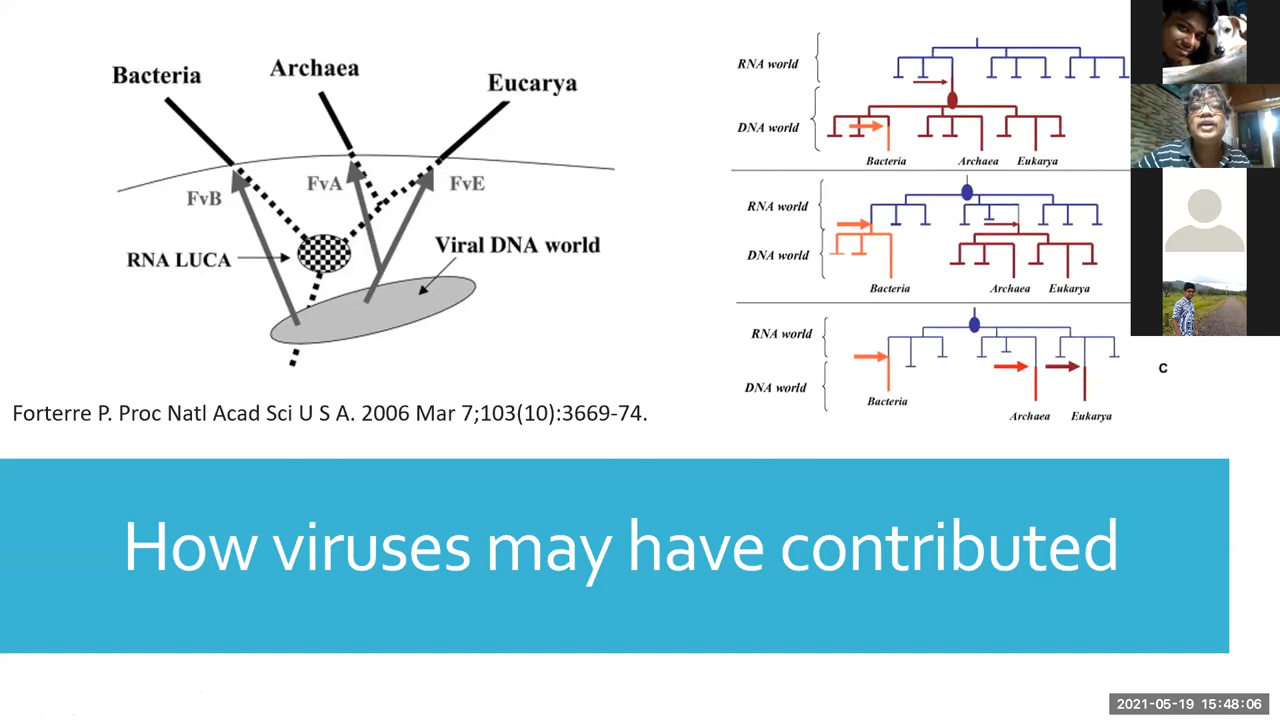 Bacteria
Archaea
Eucarya
FvB
FvA
FvE
RNA LUCA
Viral DNA world
Forterre P. Proc Natl Acad Sci U S A. 2006 Mar 7;103(10):3669-74.
RNA world
DNA world
Bacteria Archaea Eukarya
RNA world
DNA world
Bacteria Archaea Eukarya
RNA world
DNA world
Bacteria
Archaea Eukarya
C
How viruses may have contributed
2021-05-19 15:48:06